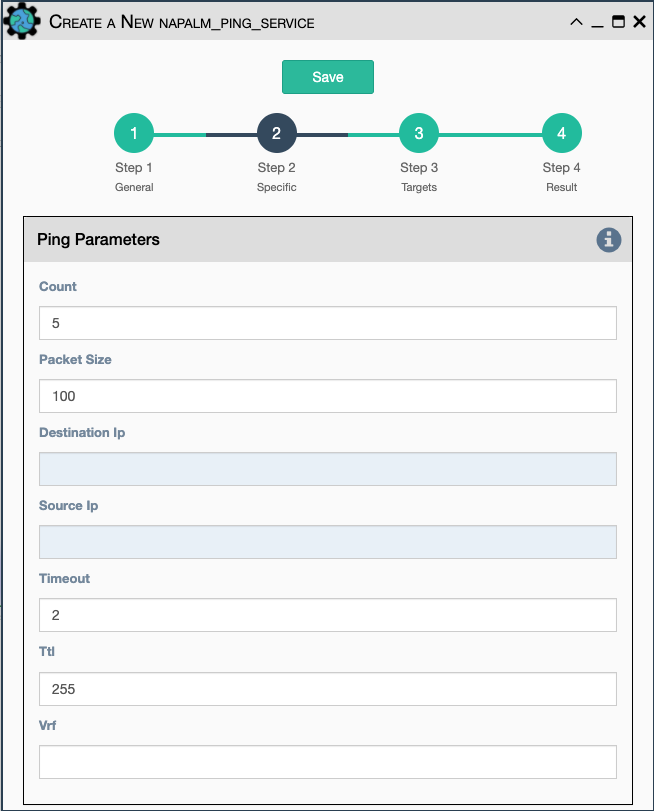 Create a New napalm_ping_service
Save
1 2 3 4
Step 1 Step 2 Step 3 Step 4
General Specific Targets Result
Ping Parameters
Count
5
Packet Size
100
Destination Ip
Source Ip
Timeout
2
Ttl
255
Vrf